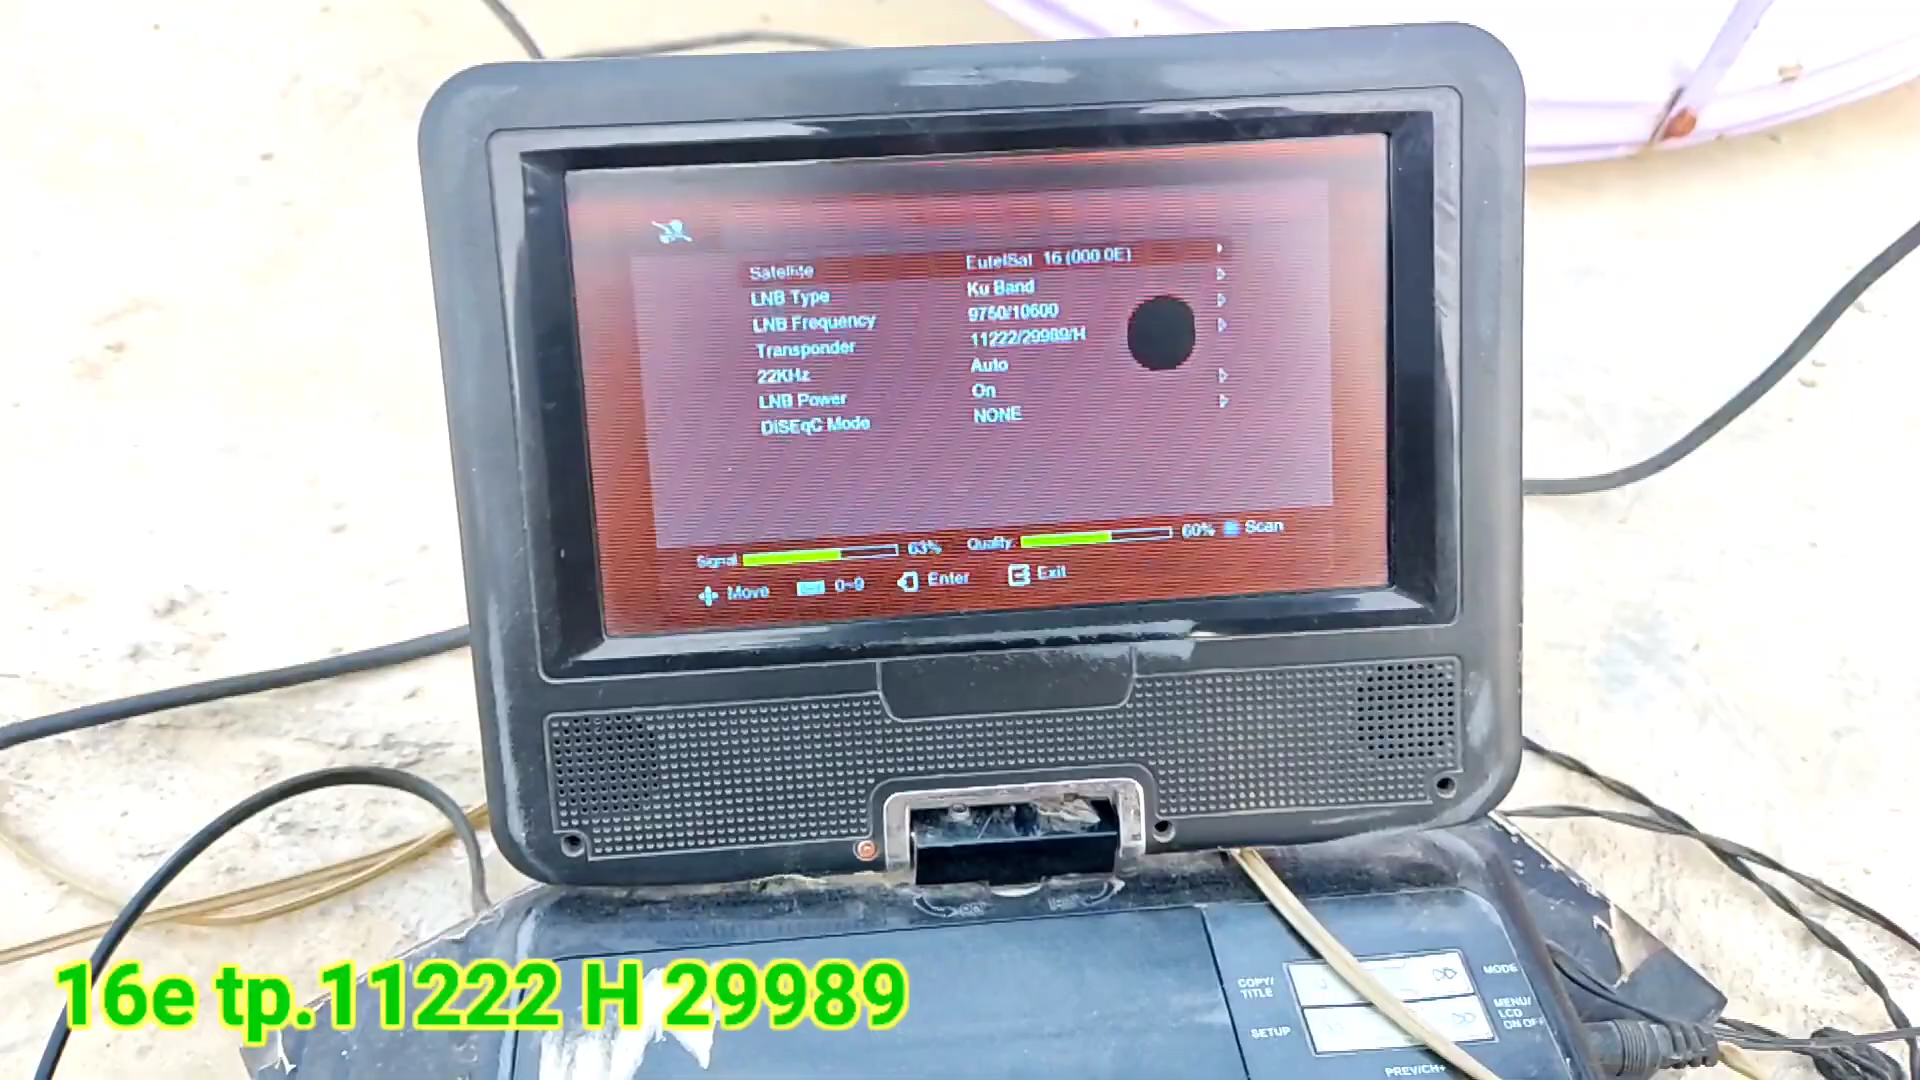 Satellite EutelSat 16 (000.0E)
LNB Type Ku Band
LNB Frequency 9750/10600
Transponder 11222/29989/H
22KHz Auto
LNB Power On
DiSEqC Mode NONE
Signal 63% Quality 60% Scan
Move 0~9 Enter Exit
COPY/
TITLE
MODE
SETUP
MENU/
LCD
ON OFF
PREV/CH+
16e tp.11222 H 29989